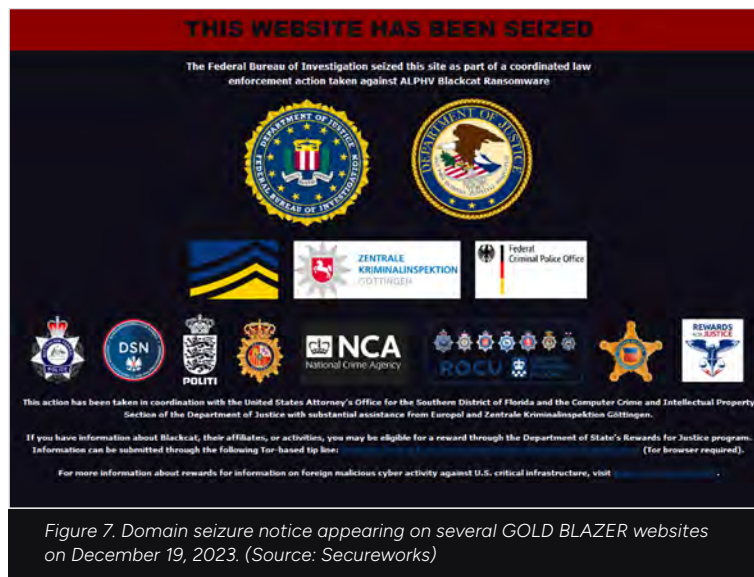 THIS WEBSITE HAS BEEN SEIZED
The Federal Bureau of Investigation seized this site as part of a coordinated law
enforcement action taken against ALPHV Blackcat Ransomware
DEPARTMENT OF JUSTICE
FEDERAL BUREAU OF INVESTIGATION
DEPARTMENT OF JUSTICE
ZENTRALE
KRIMINALINSPEKTION
GÖTTINGEN
Federal
Criminal Police Office
DSN
POLITI
NCA
National Crime Agency
ROCU
REWARDS
FOR JUSTICE
This action has been taken in coordination with the United States Attorney's Office for the Southern District of Florida and the Computer Crime and Intellectual Property
Section of the Department of Justice with substantial assistance from Europol and Zentrale Kriminalinspektion Göttingen.
If you have information about Blackcat, their affiliates, or activities, you may be eligible for a reward through the Department of State's Rewards for Justice program.
Information can be submitted through the following Tor-based tip line: (Tor browser required).
For more information about rewards for information on foreign malicious cyber activity against U.S. critical infrastructure, visit .
Figure 7. Domain seizure notice appearing on several GOLD BLAZER websites
on December 19, 2023. (Source: Secureworks)